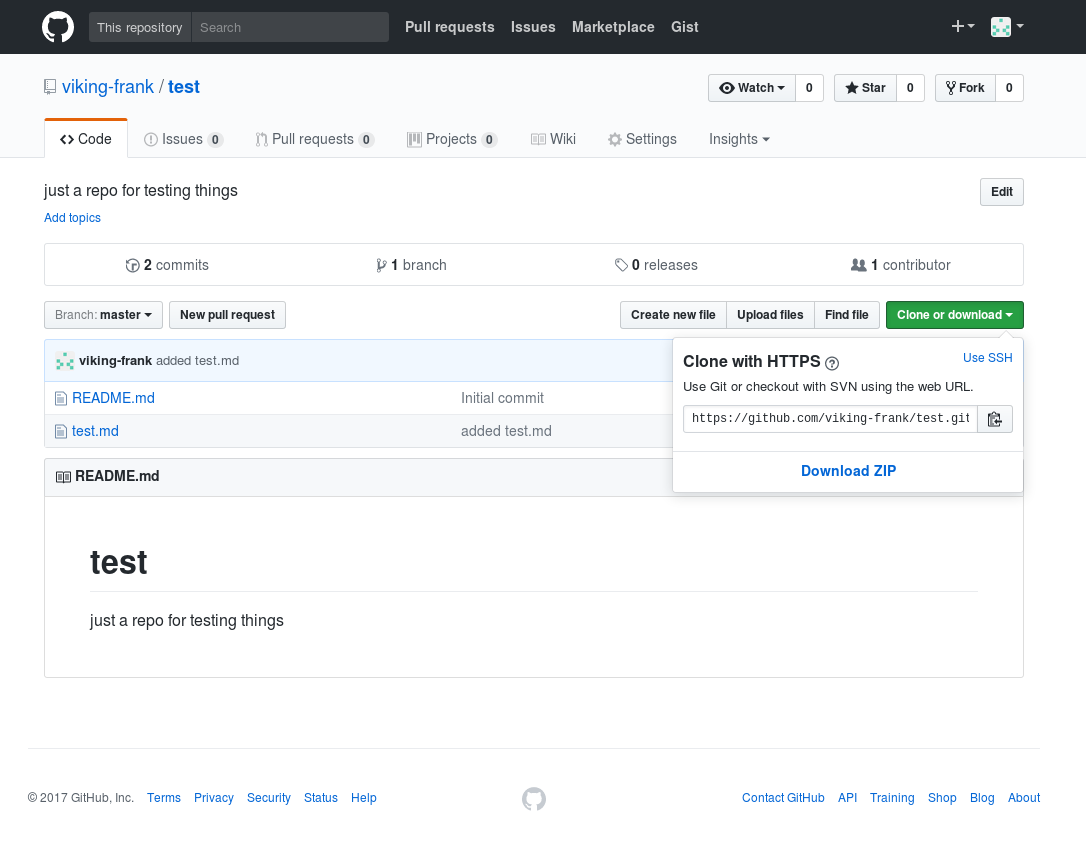 This repository Search Pull requests Issues Marketplace Gist
viking-frank / test
Watch 0 Star 0 Fork 0
Code Issues 0 Pull requests 0 Projects 0 Wiki Settings Insights
just a repo for testing things Edit
Add topics
2 commits 1 branch 0 releases 1 contributor
Branch: master New pull request Create new file Upload files Find file Clone or download
viking-frank added test.md
README.md Initial commit
test.md added test.md
Clone with HTTPS Use SSH
Use Git or checkout with SVN using the web URL.
https://github.com/viking-frank/test.git
Download ZIP
README.md
test
just a repo for testing things
© 2017 GitHub, Inc. Terms Privacy Security Status Help Contact GitHub API Training Shop Blog About